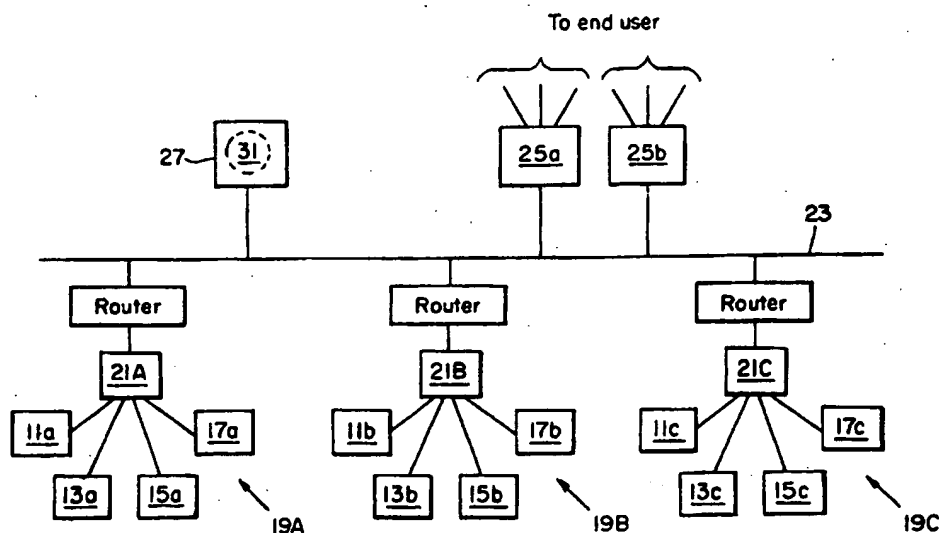 To end user
27
31
25a
25b
23
Router
Router
Router
21A
21B
21C
11a
17a
11b
17b
11c
17c
13a
15a
13b
15b
13c
15c
19A
19B
19C